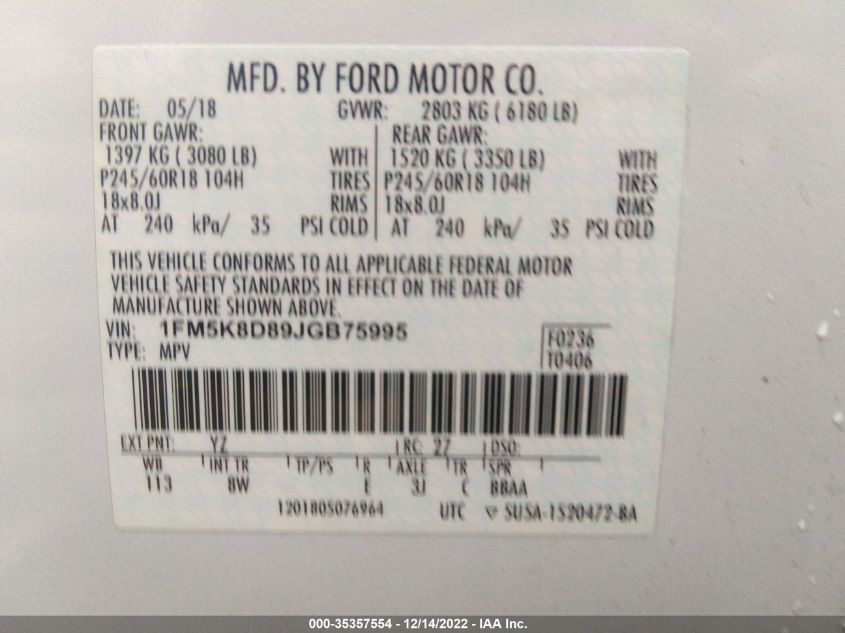 MFD. BY FORD MOTOR CO.
DATE: 05/18 GVWR: 2803 KG ( 6180 LB)
FRONT GAWR: REAR GAWR:
1397 KG ( 3080 LB) WITH 1520 KG ( 3350 LB) WITH
P245/60R18 104H TIRES P245/60R18 104H TIRES
18x8.0J RIMS 18x8.0J RIMS
AT 240 kPa/ 35 PSI COLD AT 240 kPa/ 35 PSI COLD
THIS VEHICLE CONFORMS TO ALL APPLICABLE FEDERAL MOTOR
VEHICLE SAFETY STANDARDS IN EFFECT ON THE DATE OF
MANUFACTURE SHOWN ABOVE.
VIN: 1FM5K8D89JGB75995 F0236
TYPE: MPV T0406
EXT PNT: YZ RC: 27 DSO:
WB INT TR TP/PS R AXLE TR SPR
113 8W E 3J C BBAA
1201805076964 UTC ▽ 5USA-1520472-BA
000-35357554 - 12/14/2022 - IAA Inc.